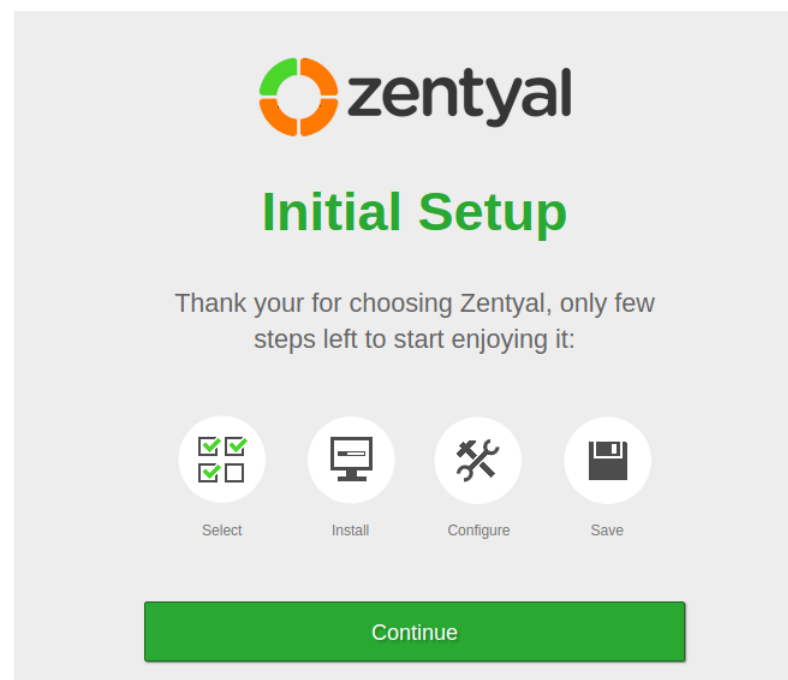 zentyal
Initial Setup
Thank your for choosing Zentyal, only few
steps left to start enjoying it:
Select
Install
Configure
Save
Continue